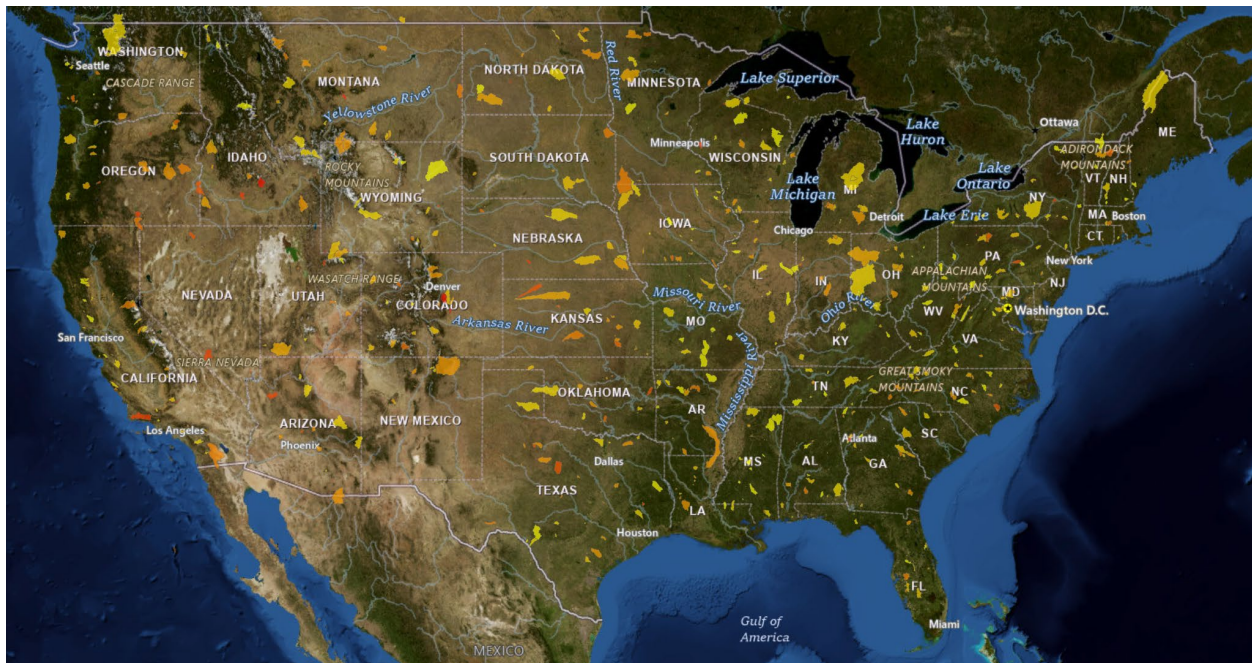 WASHINGTON
Seattle
CASCADE RANGE
MONTANA
Yellowstone River
NORTH DAKOTA
Red River
MINNESOTA
Lake Superior
Ottawa
ME
OREGON
IDAHO
ROCKY
MOUNTAINS
WYOMING
SOUTH DAKOTA
Minneapolis
WISCONSIN
Lake
Huron
Lake
Michigan
MI
Lake
Ontario
ADIRONDACK
MOUNTAINS
VT
NH
NY
MA
Boston
CT
IOWA
Chicago
Detroit
Lake Erie
NEBRASKA
NEVADA
UTAH
WASATCH RANGE
Denver
COLORADO
Arkansas River
KANSAS
Missouri River
MO
IL
IN
OH
Ohio River
PA
New York
NJ
APPALACHIAN
MOUNTAINS
MD
Washington D.C.
WV
VA
KY
San Francisco
SIERRA NEVADA
CALIFORNIA
Los Angeles
ARIZONA
Phoenix
NEW MEXICO
OKLAHOMA
AR
Mississippi River
TN
GREAT SMOKY
MOUNTAINS
NC
SC
Atlanta
GA
AL
MS
Dallas
TEXAS
LA
Houston
FL
Miami
Gulf of
America
MEXICO